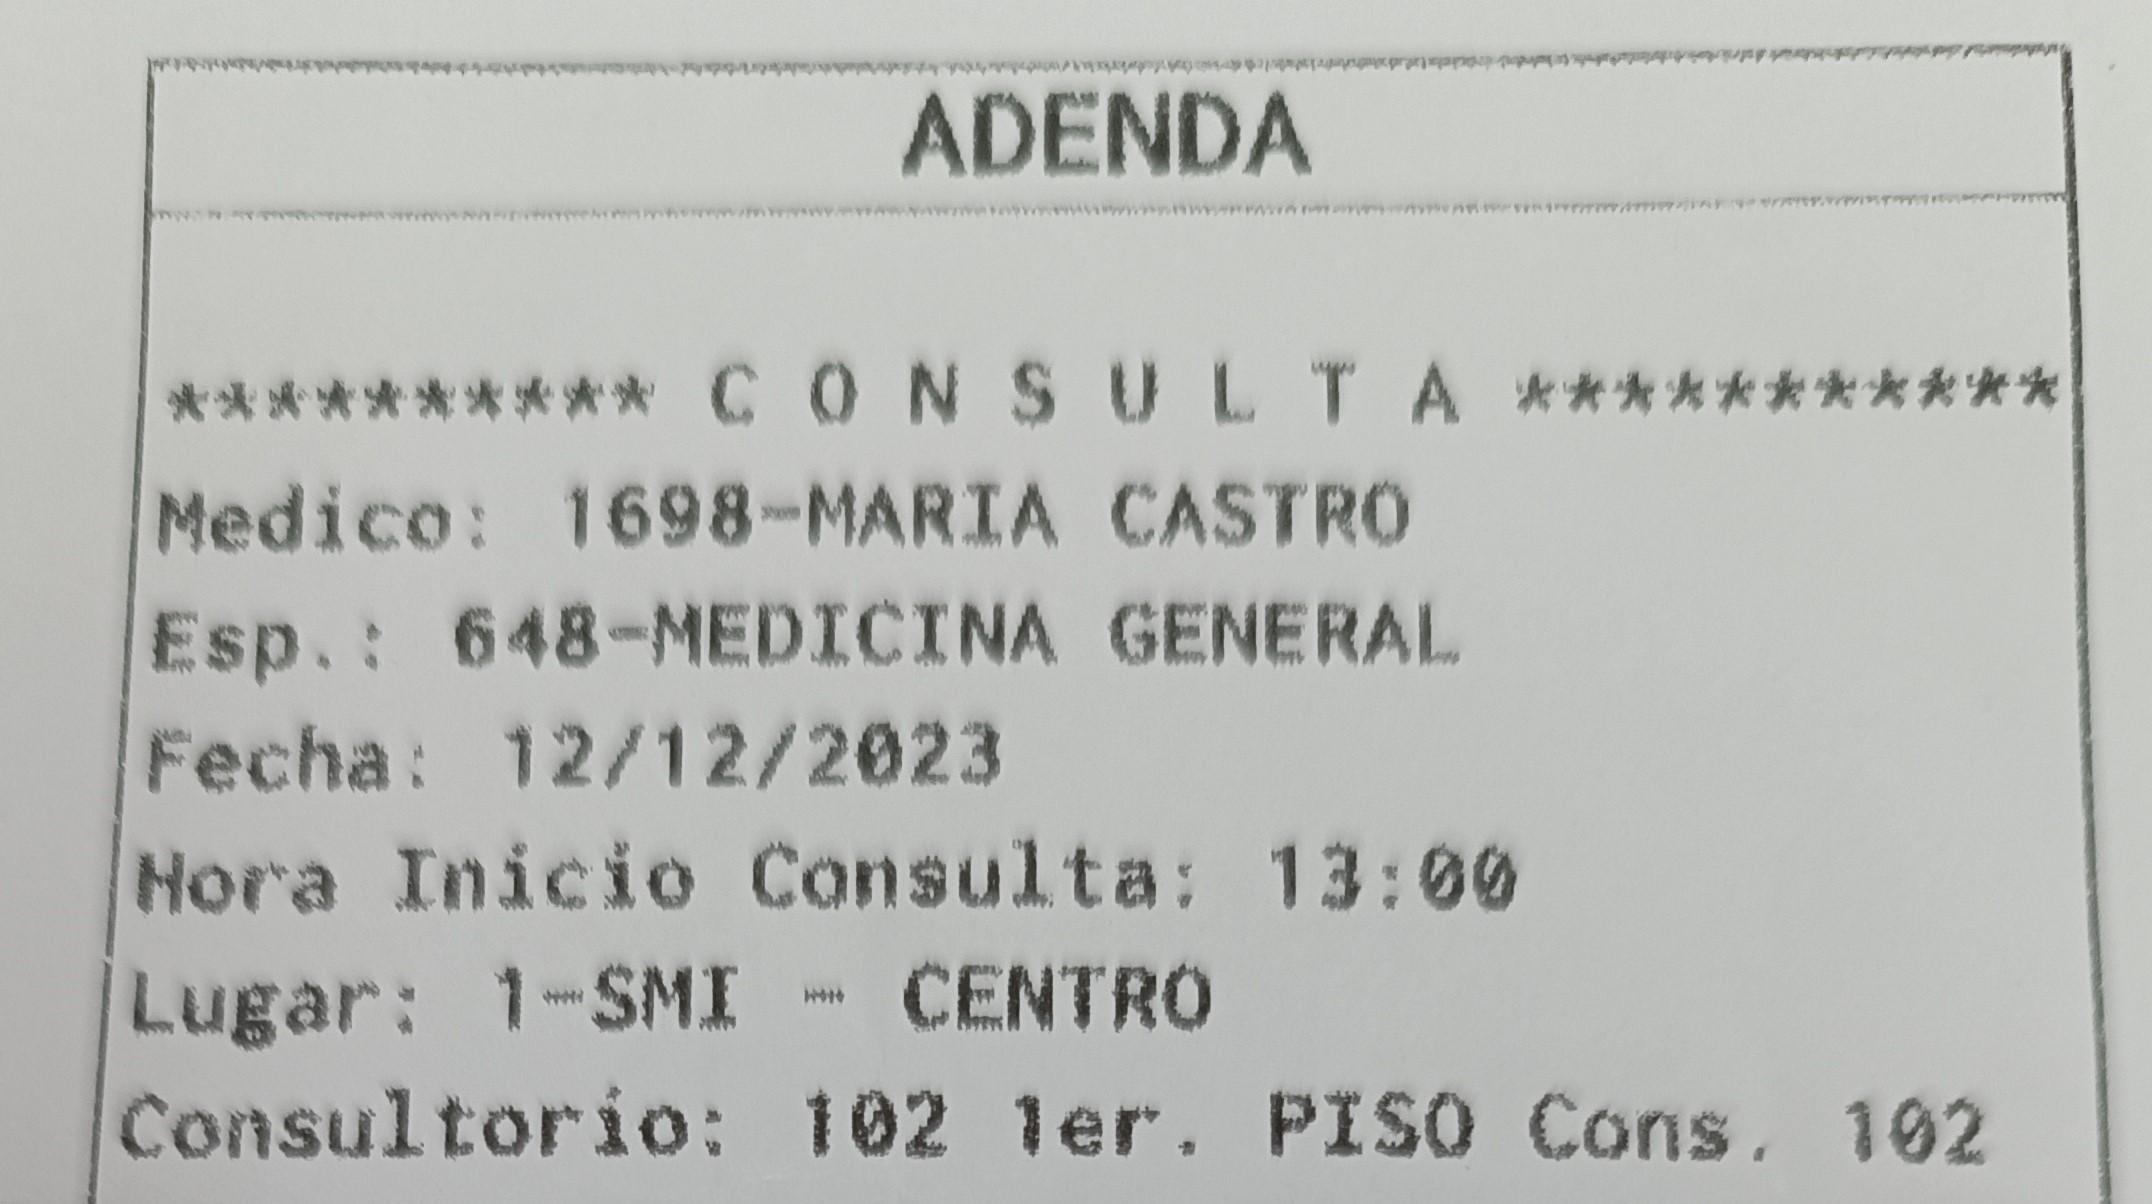 ADENDA
********** C O N S U L T A ***********
Medico: 1698-MARIA CASTRO
Esp.: 648-MEDICINA GENERAL
Fecha: 12/12/2023
Hora Inicio Consulta: 13:00
Lugar: 1-SMI - CENTRO
Consultorio: 102 1er. PISO Cons. 102